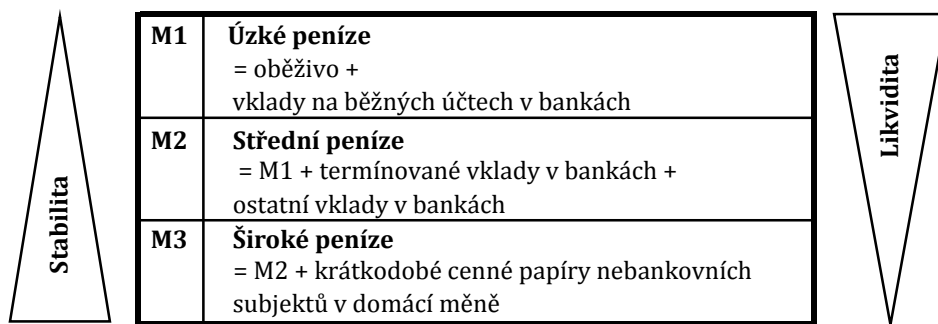 M1 Úzké peníze
= oběživo +
vklady na běžných účtech v bankách
M2 Střední peníze
= M1 + termínované vklady v bankách +
ostatní vklady v bankách
M3 Široké peníze
= M2 + krátkodobé cenné papíry nebankovních
subjektů v domácí měně
Stabilita
Likvidita